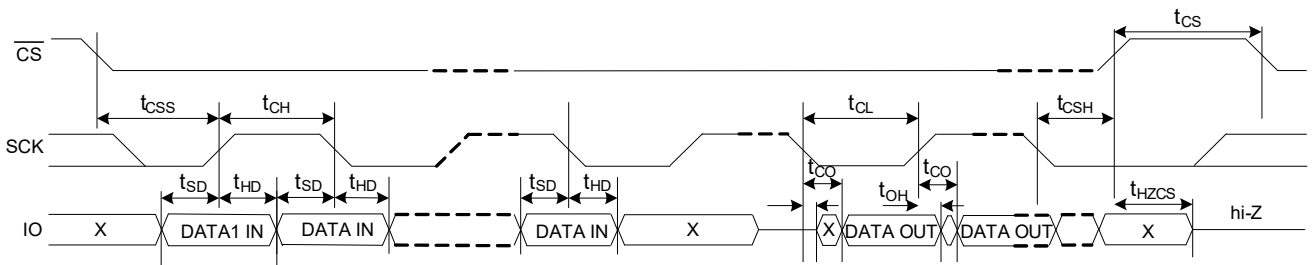 tCS
CS
tCSS tCH tCL tCSH
SCK
tSD tHD tSD tHD tSD tHD tCO tOH tCO tHZCS
IO X DATA1 IN DATA IN DATA IN X X DATA OUT DATA OUT X hi-Z